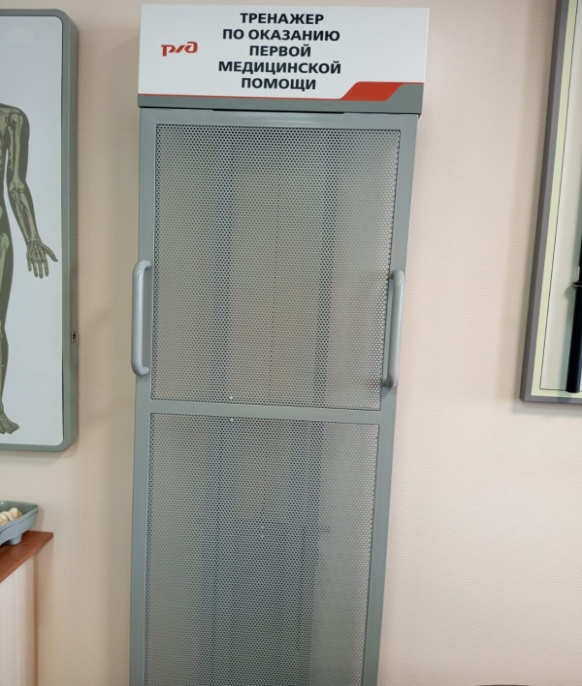 ТРЕНАЖЕР
ПО ОКАЗАНИЮ
ПЕРВОЙ
МЕДИЦИНСКОЙ
ПОМОЩИ
ржд